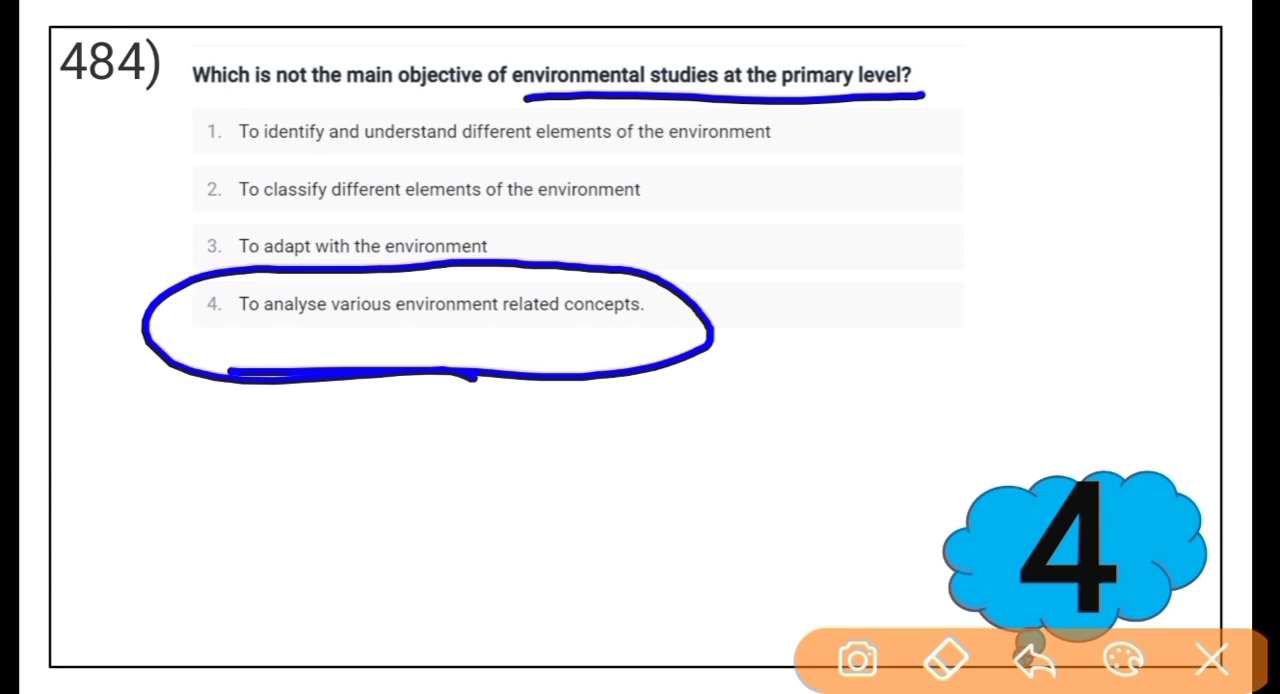 484)
Which is not the main objective of environmental studies at the primary level?
1. To identify and understand different elements of the environment
2. To classify different elements of the environment
3. To adapt with the environment
4. To analyse various environment related concepts.
4